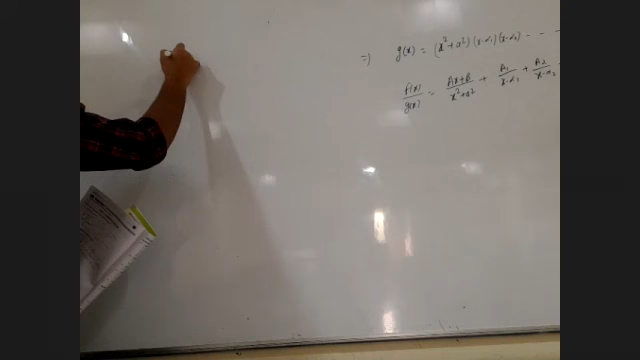 ⇒ g(x) = (x² + a²) (x-α₁) (x-α₂) - - -
f(x)/g(x) = Ax+B/x²+a² + A₁/x-α₁ + A₂/x-α₂